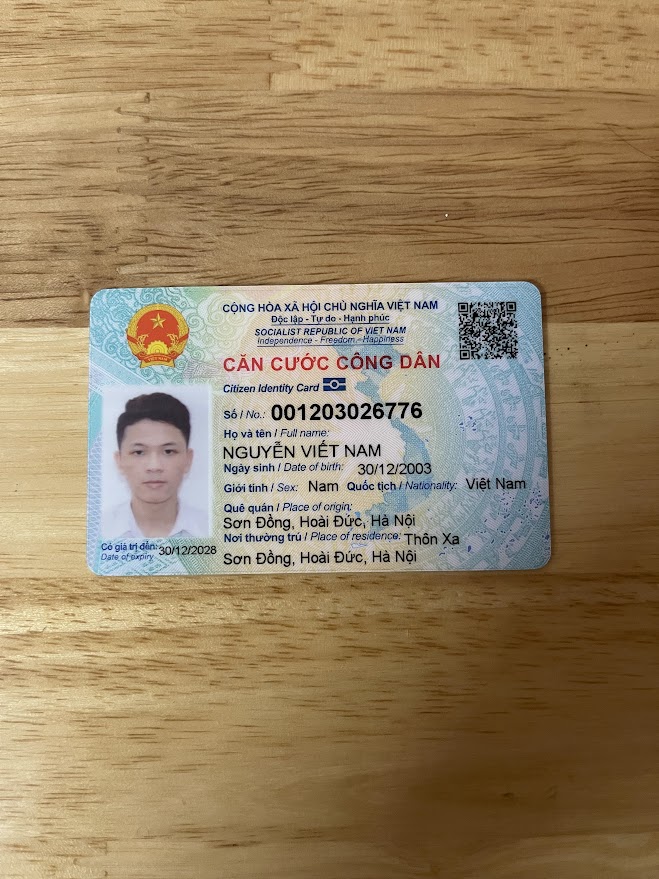 CỘNG HÒA XÃ HỘI CHỦ NGHĨA VIỆT NAM
Độc lập - Tự do - Hạnh phúc
SOCIALIST REPUBLIC OF VIET NAM
Independence - Freedom - Happiness
CĂN CƯỚC CÔNG DÂN
Citizen Identity Card
Số / No.: 001203026776
Họ và tên / Full name:
NGUYỄN VIẾT NAM
Ngày sinh / Date of birth: 30/12/2003
Giới tính / Sex: Nam Quốc tịch / Nationality: Việt Nam
Quê quán / Place of origin:
Sơn Đồng, Hoài Đức, Hà Nội
Nơi thường trú / Place of residence: Thôn Xa
Sơn Đồng, Hoài Đức, Hà Nội
Có giá trị đến: 30/12/2028
Date of expiry